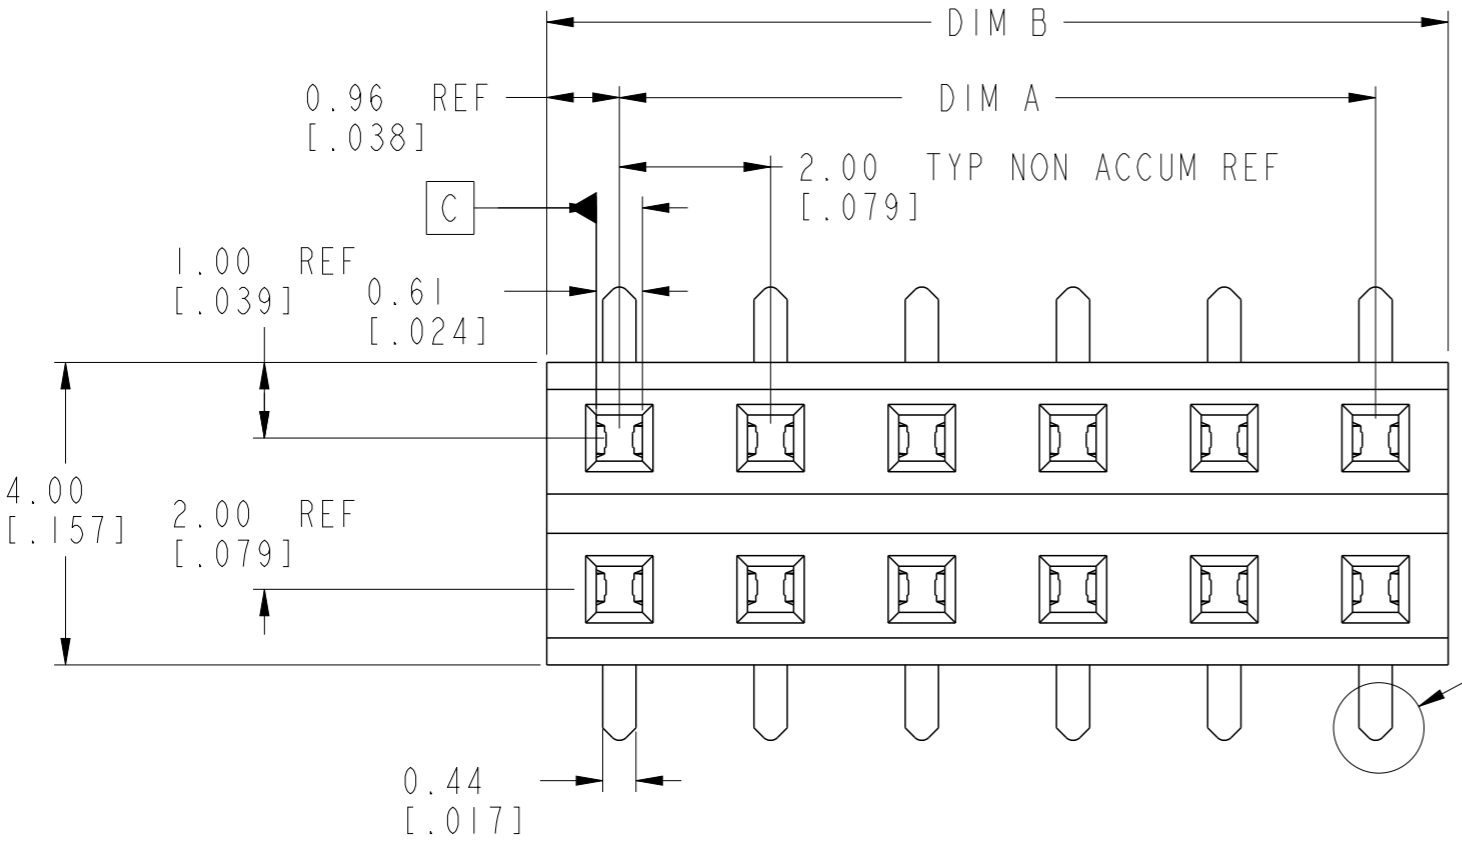 DIM B
0.96 REF
[.038]
DIM A
2.00 TYP NON ACCUM REF
[.079]
C
1.00 REF
[.039]
0.61
[.024]
4.00
[.157]
2.00 REF
[.079]
0.44
[.017]